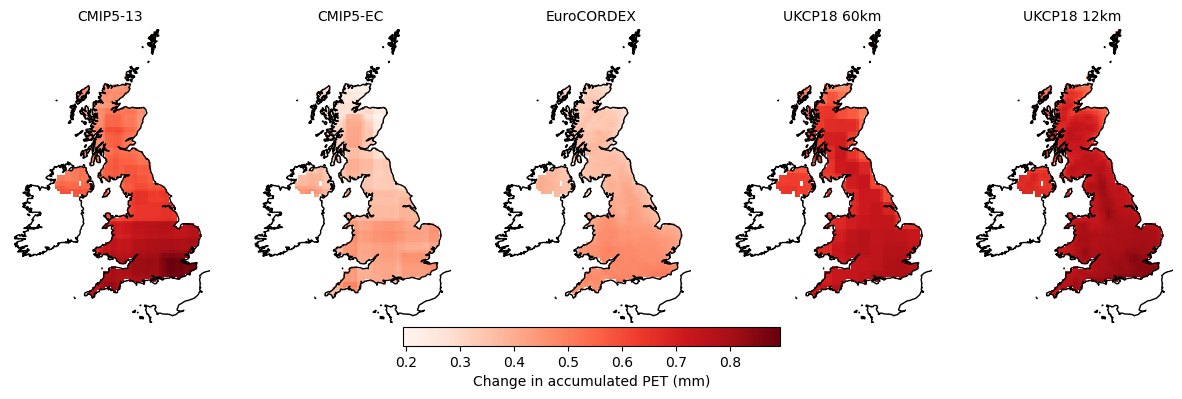 CMIP5-13 CMIP5-EC EuroCORDEX UKCP18 60km UKCP18 12km
0.2 0.3 0.4 0.5 0.6 0.7 0.8
Change in accumulated PET (mm)